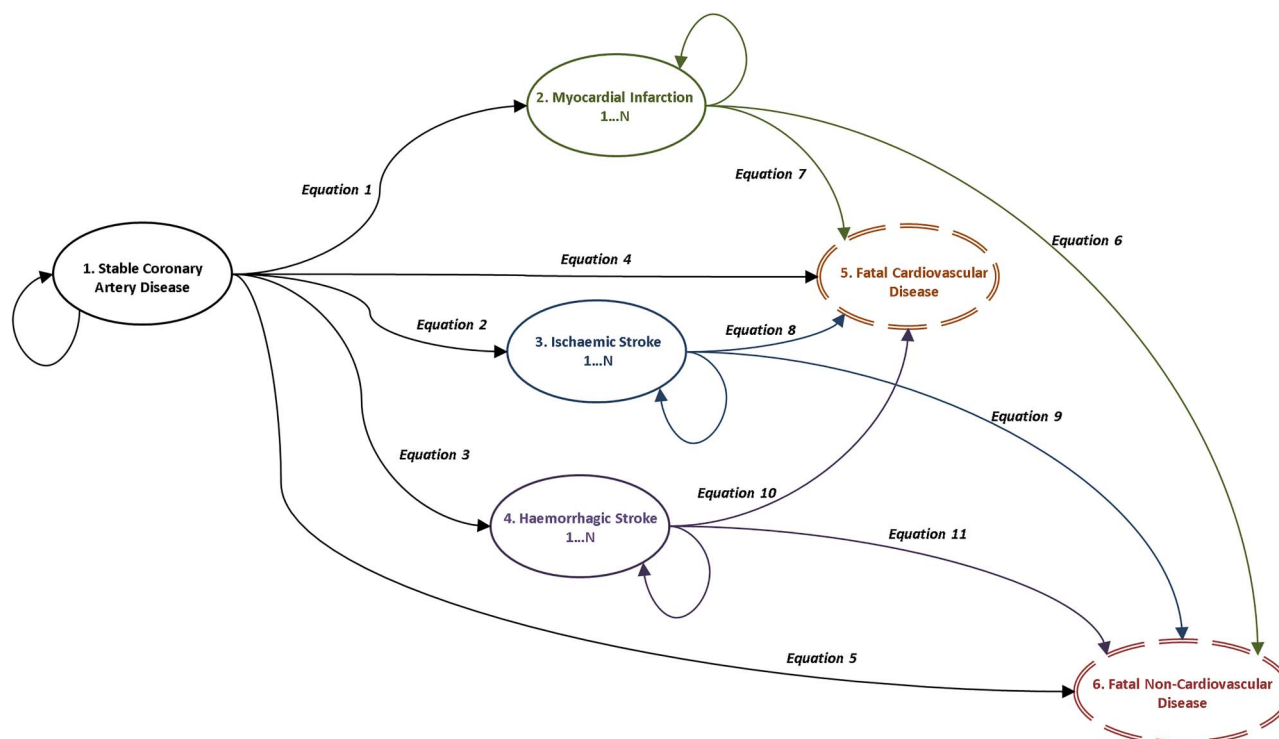 2. Myocardial Infarction
1...N
Equation 7
Equation 1
Equation 6
1. Stable Coronary
Artery Disease
Equation 4
5. Fatal Cardiovascular
Disease
Equation 2
3. Ischaemic Stroke
1...N
Equation 8
Equation 9
Equation 3
Equation 10
4. Haemorrhagic Stroke
1...N
Equation 11
Equation 5
6. Fatal Non-Cardiovascular
Disease